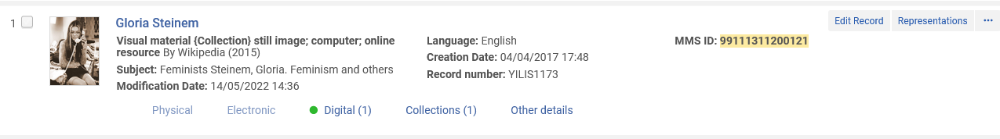 1
Gloria Steinem
Edit Record Representations ...
Visual material {Collection} still image; computer; online
resource By Wikipedia (2015)
Subject: Feminists Steinem, Gloria. Feminism and others
Modification Date: 14/05/2022 14:36
Language: English
Creation Date: 04/04/2017 17:48
Record number: YILIS1173
MMS ID: 99111311200121
Physical Electronic Digital (1) Collections (1) Other details